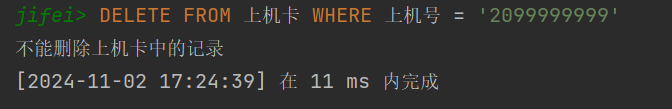 jifei> DELETE FROM 上机卡 WHERE 上机号 = '2099999999'
不能删除上机卡中的记录
[2024-11-02 17:24:39] 在 11 ms 内完成